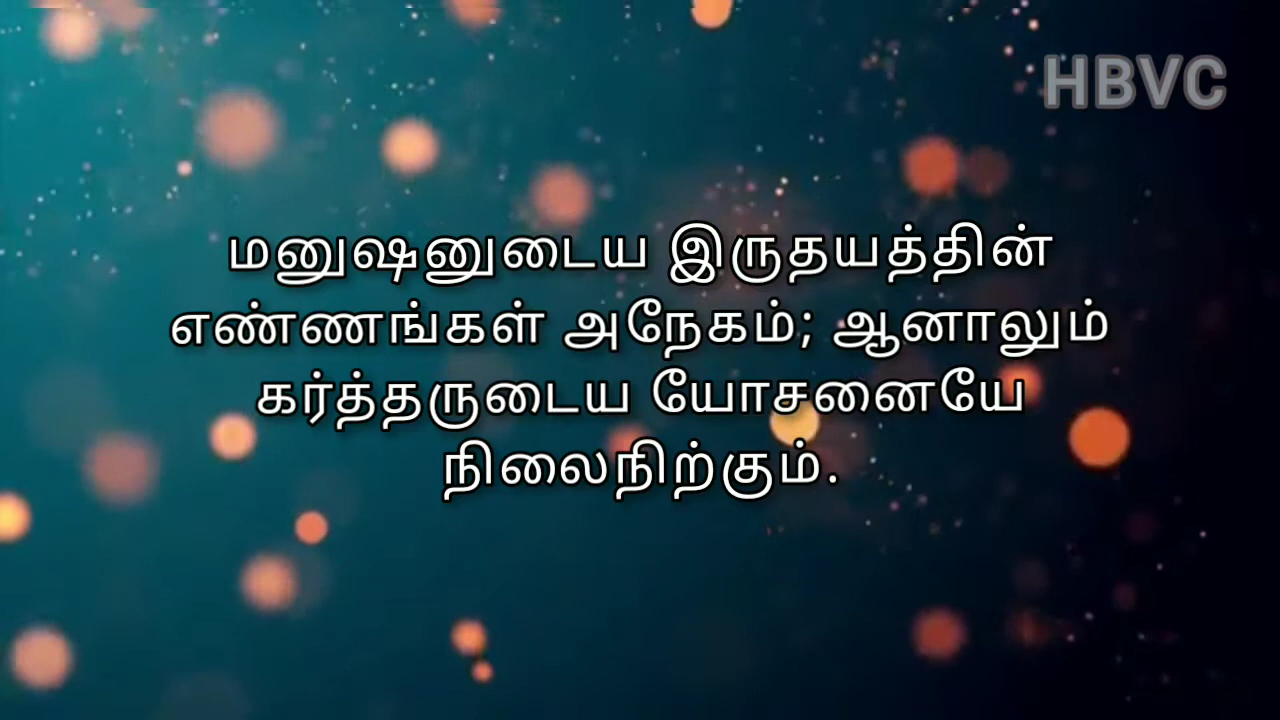 HBVC
மனுஷனுடைய இருதயத்தின்
எண்ணங்கள் அநேகம்; ஆனாலும்
கர்த்தருடைய யோசனையே
நிலைநிற்கும்.